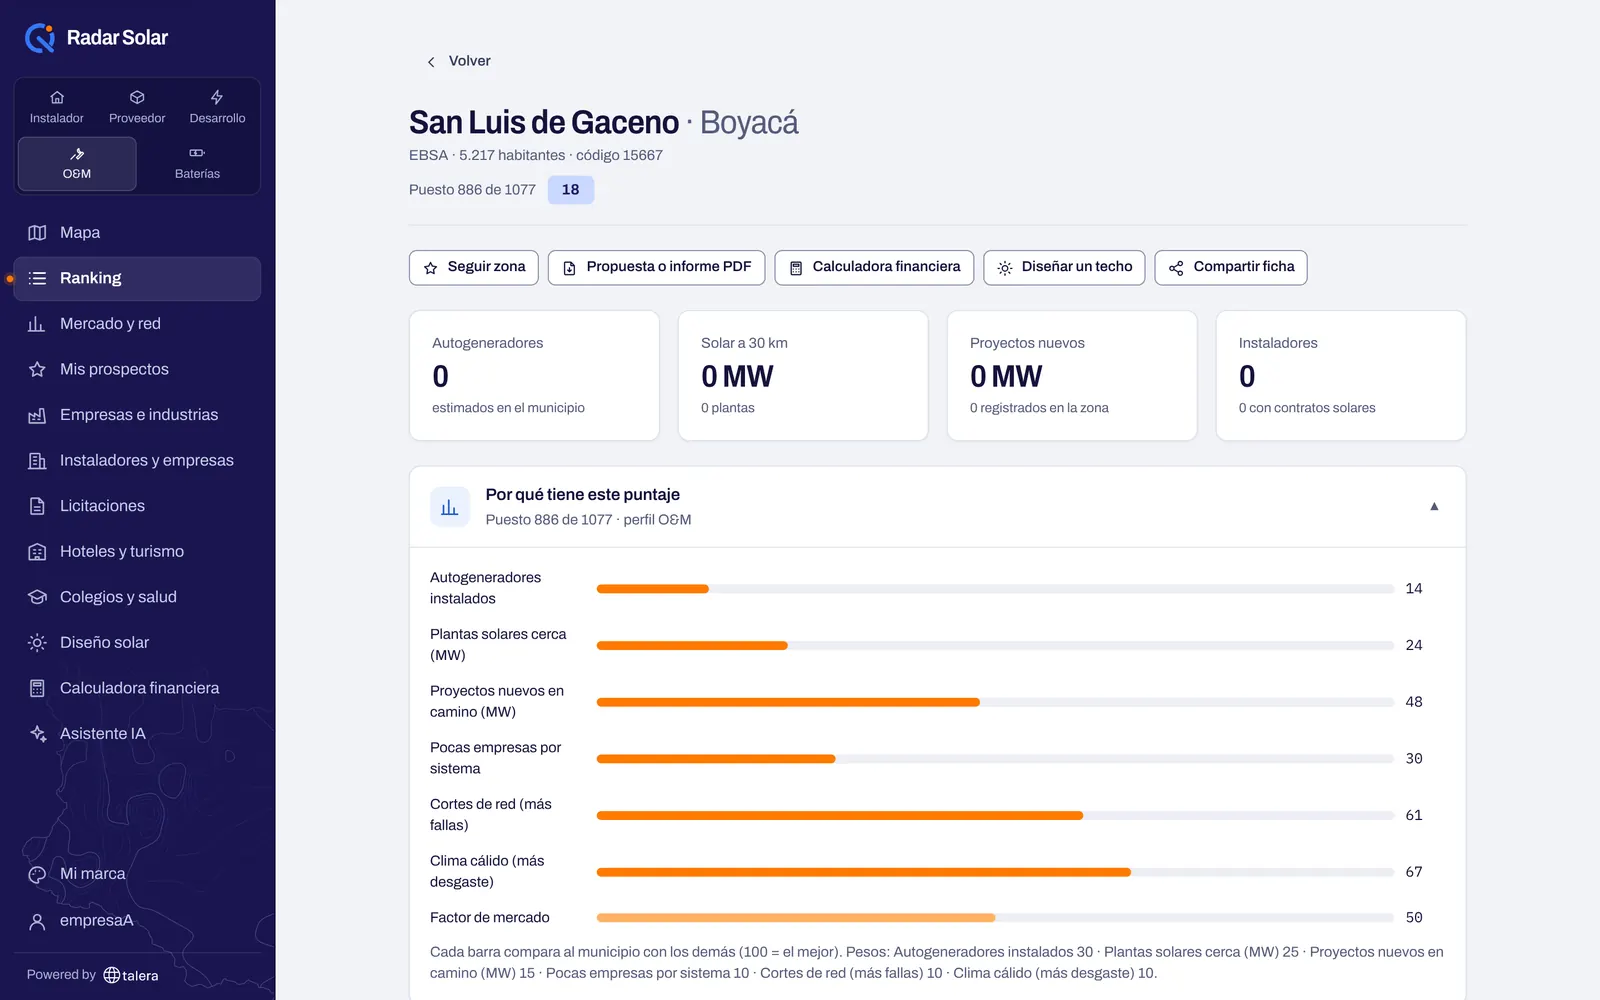 Radar Solar
Instalador
Proveedor
Desarrollo
O&M
Baterías
Mapa
Ranking
Mercado y red
Mis prospectos
Empresas e industrias
Instaladores y empresas
Licitaciones
Hoteles y turismo
Colegios y salud
Diseño solar
Calculadora financiera
Asistente IA
Mi marca
empresaA
Powered by talera
Volver
San Luis de Gaceno · Boyacá
EBSA · 5.217 habitantes · código 15667
Puesto 886 de 1077 18
Seguir zona
Propuesta o informe PDF
Calculadora financiera
Diseñar un techo
Compartir ficha
Autogeneradores
0
estimados en el municipio
Solar a 30 km
0 MW
0 plantas
Proyectos nuevos
0 MW
0 registrados en la zona
Instaladores
0
0 con contratos solares
Por qué tiene este puntaje
Puesto 886 de 1077 · perfil O&M
▲
Autogeneradores
instalados
14
Plantas solares cerca
(MW)
24
Proyectos nuevos en
camino (MW)
48
Pocas empresas por
sistema
30
Cortes de red (más
fallas)
61
Clima cálido (más
desgaste)
67
Factor de mercado
50
Cada barra compara al municipio con los demás (100 = el mejor). Pesos: Autogeneradores instalados 30 · Plantas solares cerca (MW) 25 · Proyectos nuevos en
camino (MW) 15 · Pocas empresas por sistema 10 · Cortes de red (más fallas) 10 · Clima cálido (más desgaste) 10.